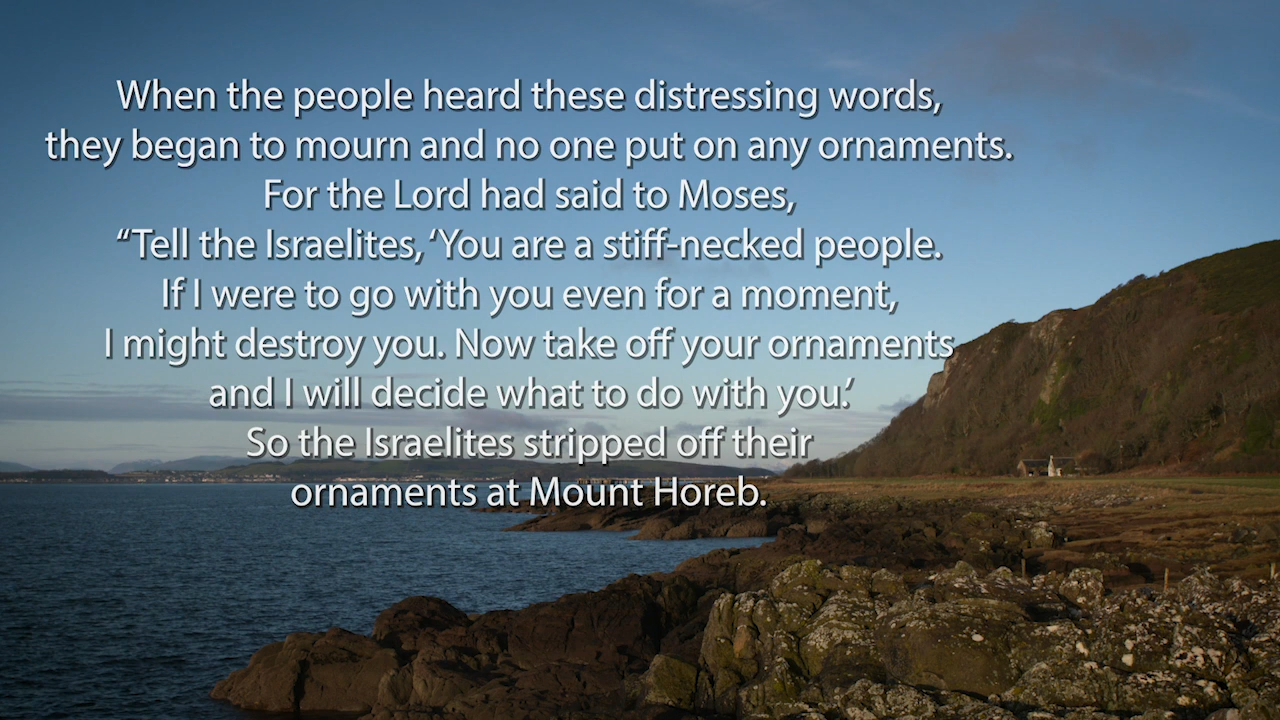 When the people heard these distressing words,
they began to mourn and no one put on any ornaments.
For the Lord had said to Moses,
“Tell the Israelites, ‘You are a stiff-necked people.
If I were to go with you even for a moment,
I might destroy you. Now take off your ornaments
and I will decide what to do with you.’
So the Israelites stripped off their
ornaments at Mount Horeb.